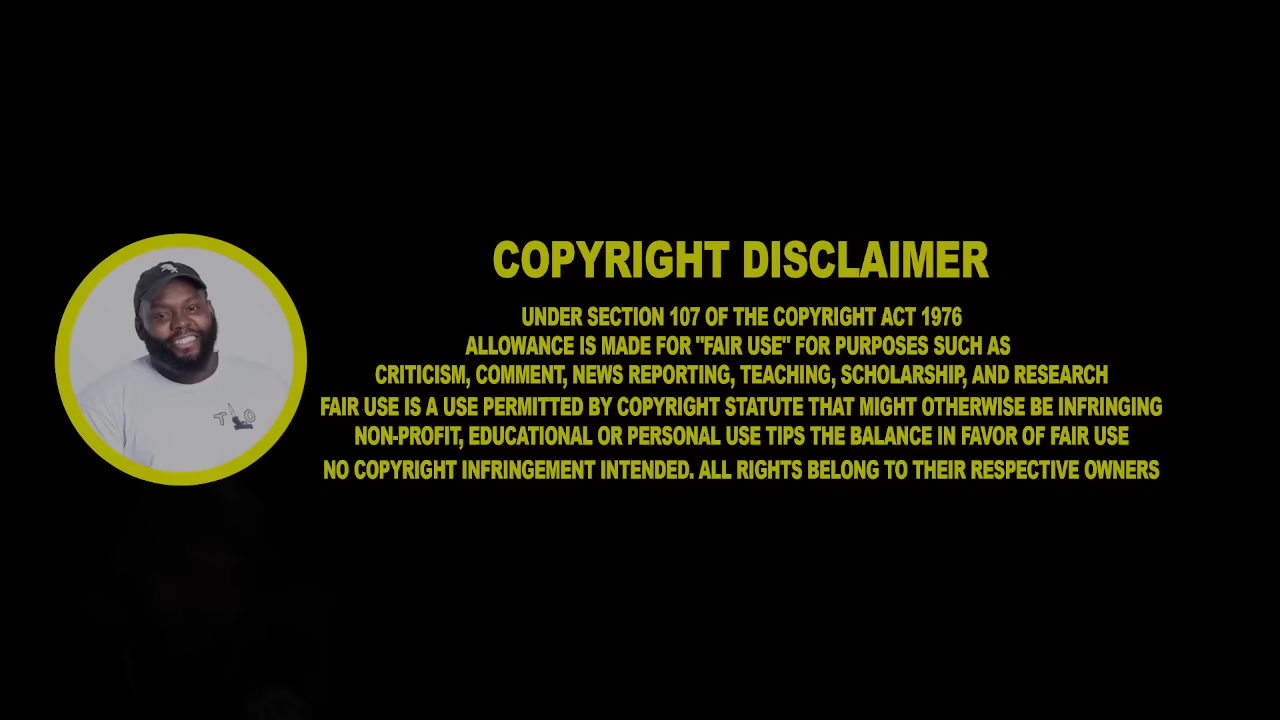 COPYRIGHT DISCLAIMER
UNDER SECTION 107 OF THE COPYRIGHT ACT 1976
ALLOWANCE IS MADE FOR "FAIR USE" FOR PURPOSES SUCH AS
CRITICISM, COMMENT, NEWS REPORTING, TEACHING, SCHOLARSHIP, AND RESEARCH
FAIR USE IS A USE PERMITTED BY COPYRIGHT STATUTE THAT MIGHT OTHERWISE BE INFRINGING
NON-PROFIT, EDUCATIONAL OR PERSONAL USE TIPS THE BALANCE IN FAVOR OF FAIR USE
NO COPYRIGHT INFRINGEMENT INTENDED. ALL RIGHTS BELONG TO THEIR RESPECTIVE OWNERS